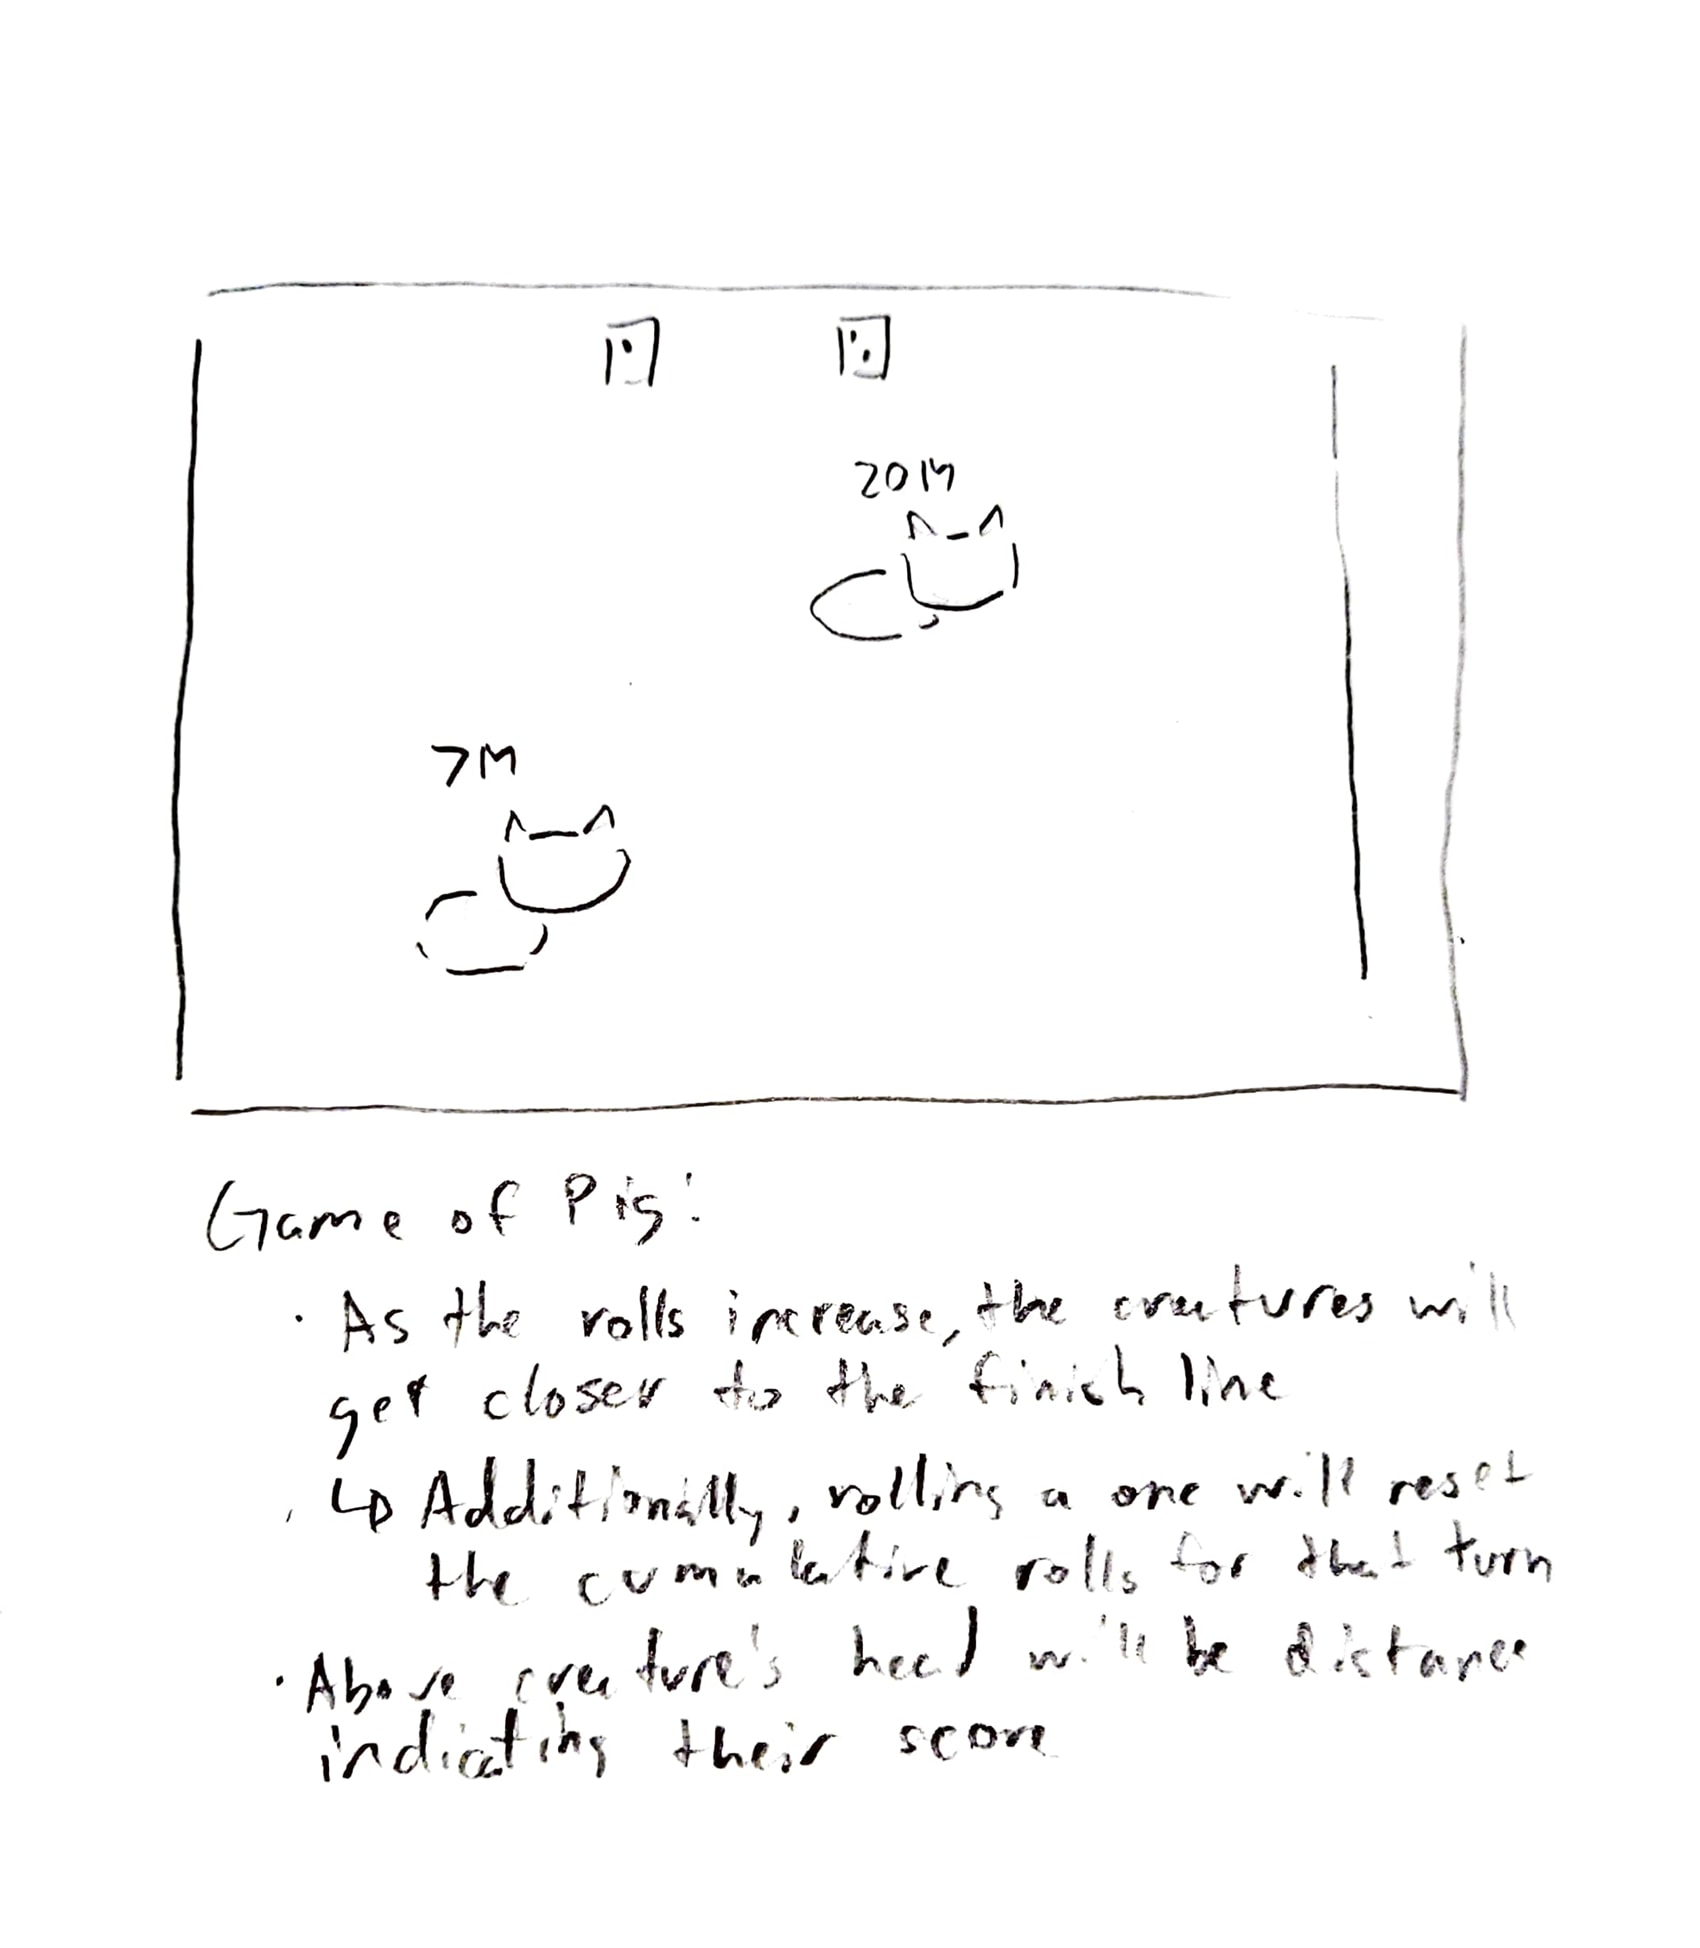 20M
7M
Game of Pig:
· As the rolls increase, the creatures will
get closer to the finish line
↳ Additionally, rolling a one will reset
the cumulative rolls for that turn
· Above creature's head will be distance
indicating their score